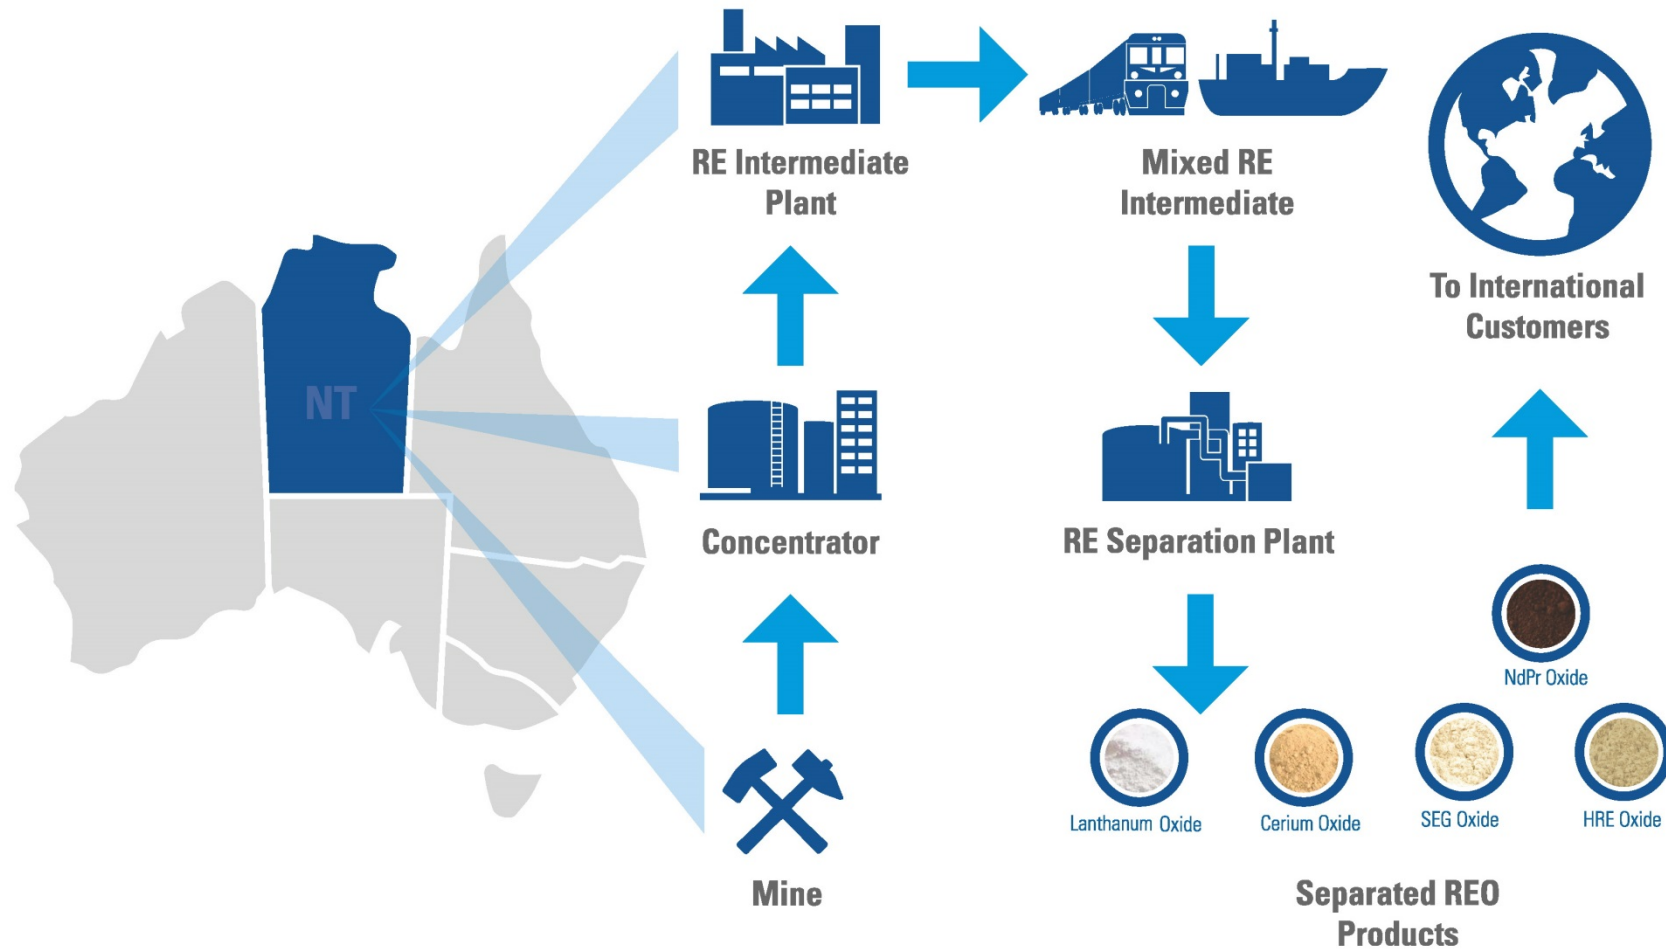 RE Intermediate
Plant
Mixed RE
Intermediate
To International
Customers
NT
Concentrator
RE Separation Plant
NdPr Oxide
Lanthanum Oxide
Cerium Oxide
SEG Oxide
HRE Oxide
Mine
Separated REO
Products